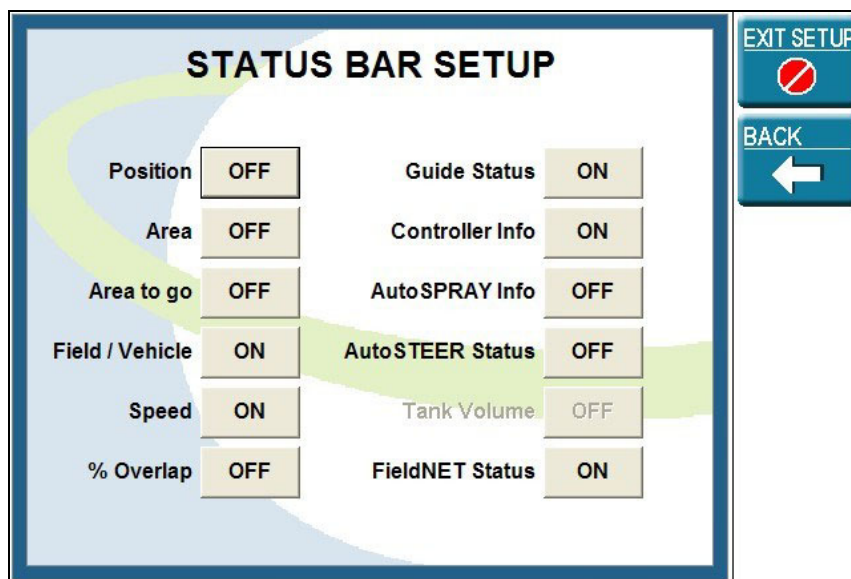 STATUS BAR SETUP
Position OFF
Guide Status ON
Area OFF
Controller Info ON
Area to go OFF
AutoSPRAY Info OFF
Field / Vehicle ON
AutoSTEER Status OFF
Speed ON
Tank Volume OFF
% Overlap OFF
FieldNET Status ON
EXIT SETUP
BACK